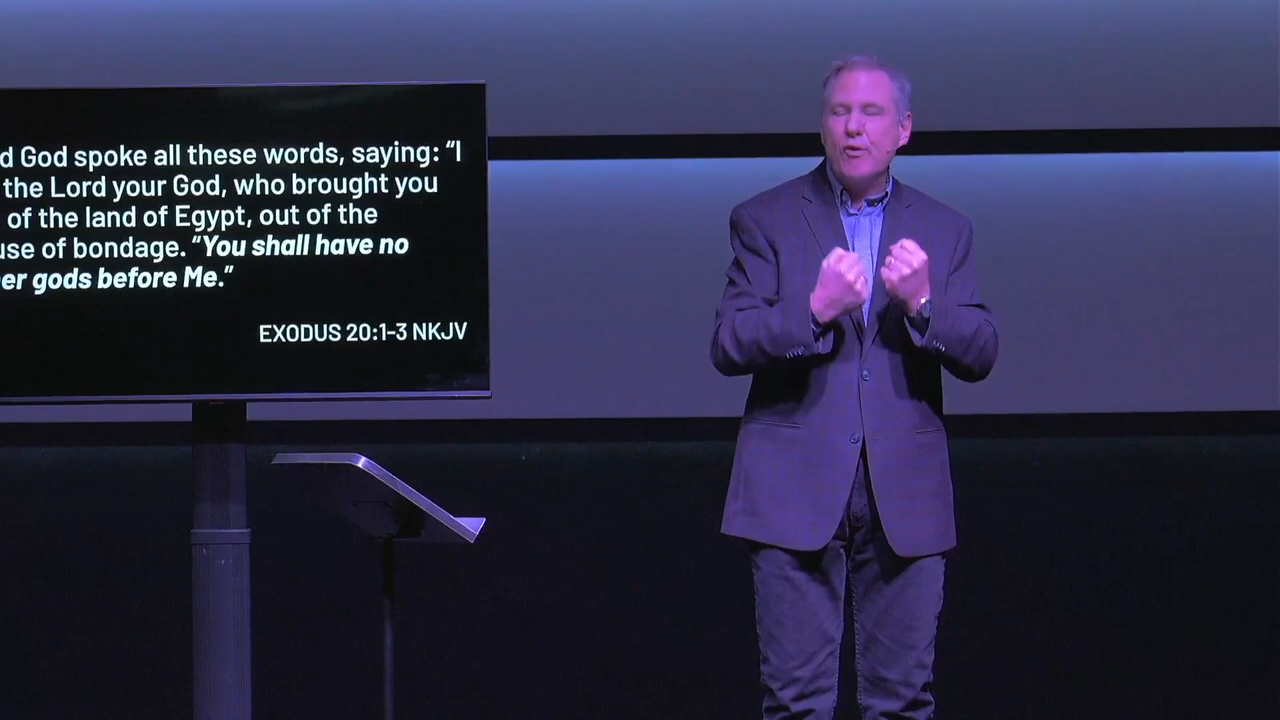 d God spoke all these words, saying: “I
the Lord your God, who brought you
of the land of Egypt, out of the
use of bondage. “You shall have no
er gods before Me.”
EXODUS 20:1-3 NKJV